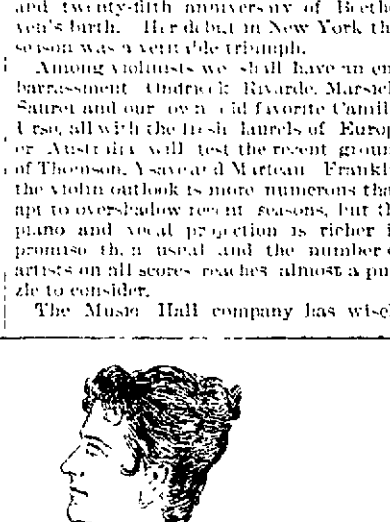 and twenty-fifth anniversary of Beetho
ven's birth. Her debut in New York th
season was a veritable triumph.
Among violinists we shall have an em
barrassment Ondricek Rivarde, Marsick
Sauret and our own old favorite Camill
Urso, all with the fresh laurels of Europ
or Australia will test the recent groun
of Thomson, Ysaye and Marteau Frankl
the violin outlook is more numerous tha
apt to overshadow recent seasons, but th
piano and vocal projection is richer i
promise than usual and the number o
artists on all scores reaches almost a puz
zle to consider.
The Music Hall company has wisel